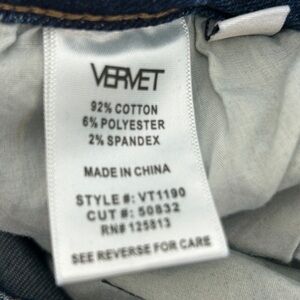 VERVET
92% COTTON
6% POLYESTER
2% SPANDEX
MADE IN CHINA
STYLE #: VT1190
CUT #: 50832
RN# 125813
SEE REVERSE FOR CARE